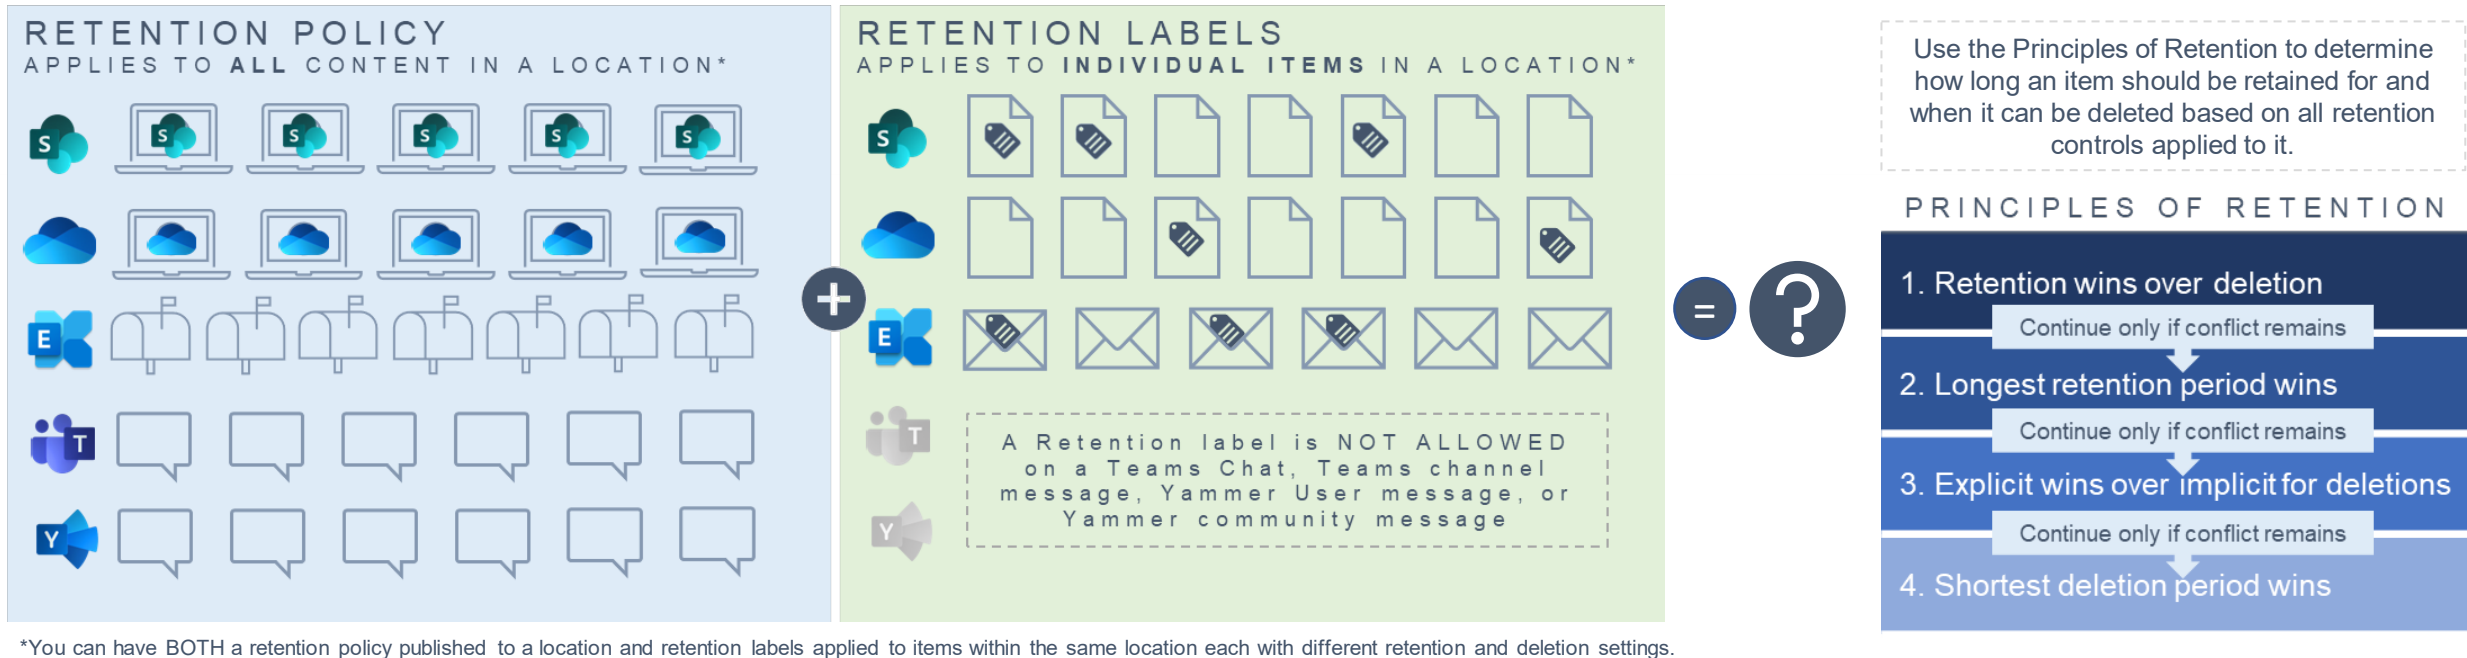 RETENTION POLICY
APPLIES TO ALL CONTENT IN A LOCATION*
S
S
S
S
S
S
E
T
Y
+
RETENTION LABELS
APPLIES TO INDIVIDUAL ITEMS IN A LOCATION*
S
E
T
Y
A Retention label is NOT ALLOWED
on a Teams Chat, Teams channel
message, Yammer User message, or
Yammer community message
=
?
Use the Principles of Retention to determine
how long an item should be retained for and
when it can be deleted based on all retention
controls applied to it.
PRINCIPLES OF RETENTION
1. Retention wins over deletion
Continue only if conflict remains
2. Longest retention period wins
Continue only if conflict remains
3. Explicit wins over implicit for deletions
Continue only if conflict remains
4. Shortest deletion period wins
*You can have BOTH a retention policy published to a location and retention labels applied to items within the same location each with different retention and deletion settings.